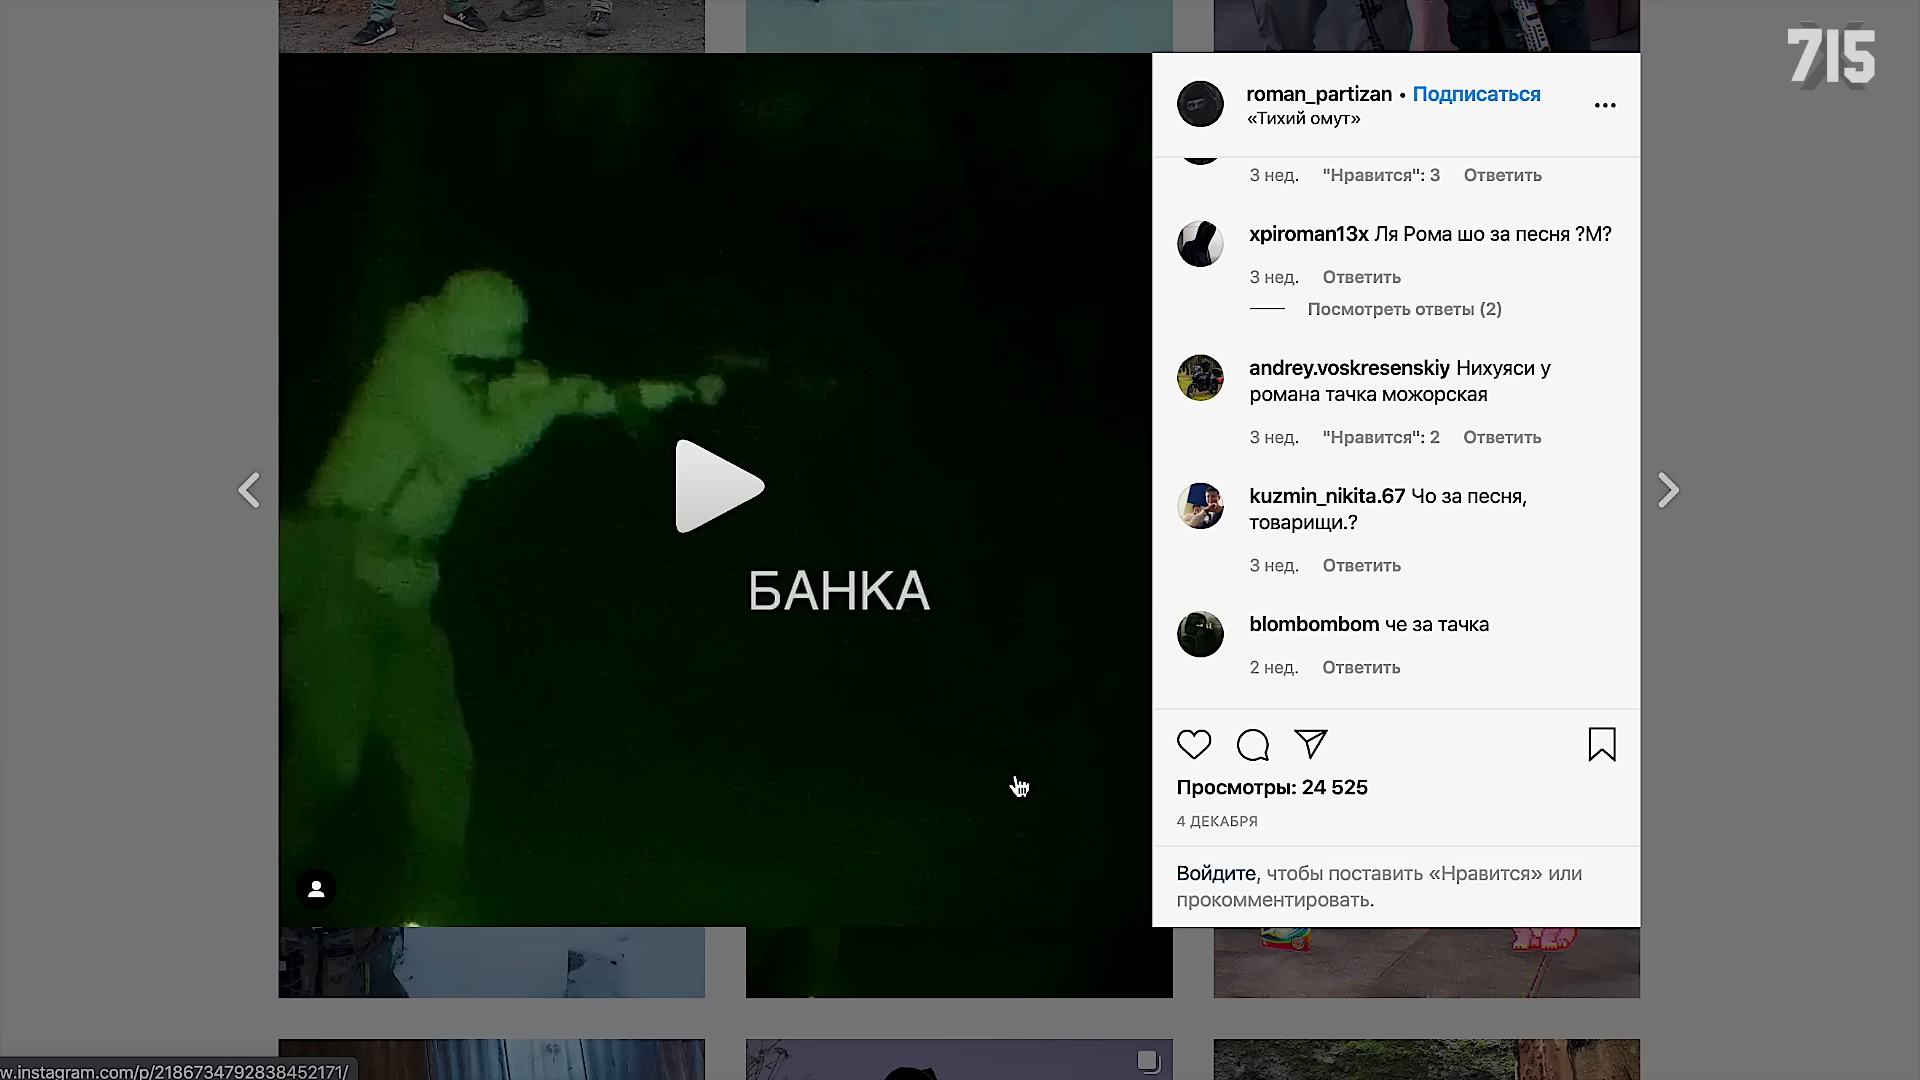 715
roman_partizan • Подписаться
«Тихий омут»
3 нед. "Нравится": 3 Ответить
xpiroman13x Ля Рома шо за песня ?М?
3 нед. Ответить
Посмотреть ответы (2)
andrey.voskresenskiy Нихуяси у
романа тачка можорская
3 нед. "Нравится": 2 Ответить
kuzmin_nikita.67 Чо за песня,
товарищи.?
3 нед. Ответить
БАНКА
blombombom че за тачка
2 нед. Ответить
Просмотры: 24 525
4 ДЕКАБРЯ
Войдите, чтобы поставить «Нравится» или
прокомментировать.
w.instagram.com/p/2186734792838452171/